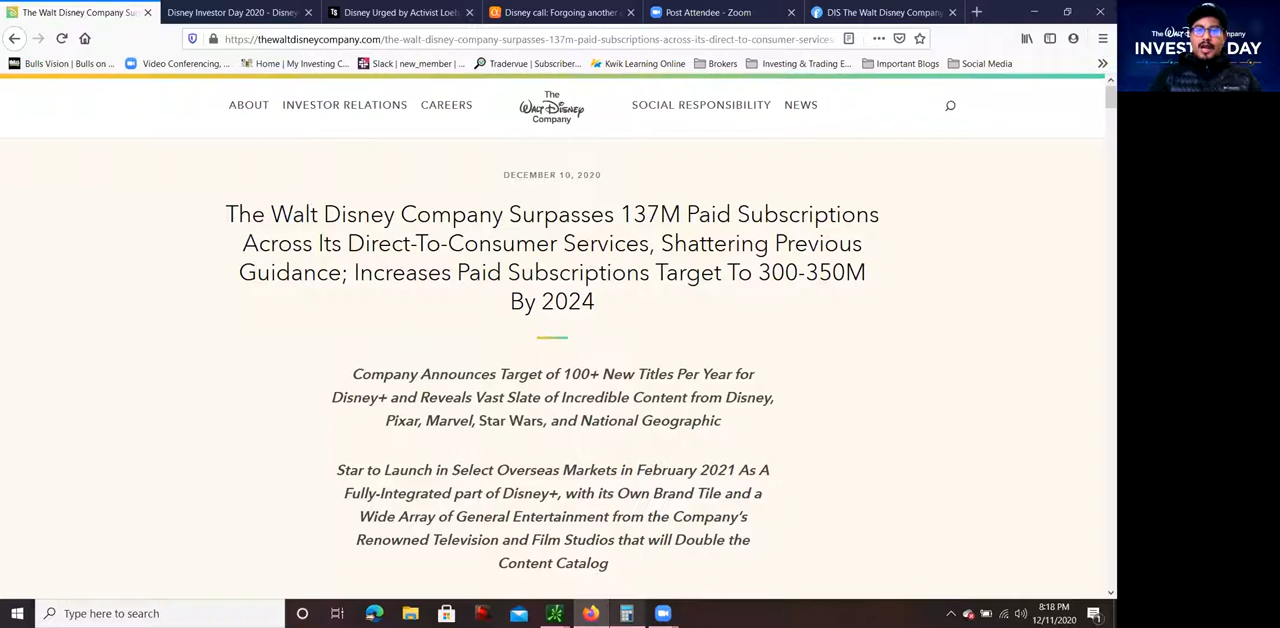 The Walt Disney Company Su
Disney Investor Day 2020 - Disne
Disney Urged by Activist Loeb
Disney call: Forgoing another
Post Attendee - Zoom
DIS The Walt Disney Company
https://thewaltdisneycompany.com/the-walt-disney-company-surpasses-137m-paid-subscriptions-across-its-direct-to-consumer-services
Bulls Vision | Bulls on ...
Video Conferencing, ...
Home | My Investing C...
Slack | new_member | ...
Tradervue | Subscriber...
Kwik Learning Online
Brokers
Investing & Trading E...
Important Blogs
Social Media
The Walt Disney Company
INVESTOR DAY
ABOUT
INVESTOR RELATIONS
CAREERS
The
Walt Disney
Company
SOCIAL RESPONSIBILITY
NEWS
DECEMBER 10, 2020
The Walt Disney Company Surpasses 137M Paid Subscriptions
Across Its Direct-To-Consumer Services, Shattering Previous
Guidance; Increases Paid Subscriptions Target To 300-350M
By 2024
Company Announces Target of 100+ New Titles Per Year for
Disney+ and Reveals Vast Slate of Incredible Content from Disney,
Pixar, Marvel, Star Wars, and National Geographic
Star to Launch in Select Overseas Markets in February 2021 As A
Fully-Integrated part of Disney+, with its Own Brand Tile and a
Wide Array of General Entertainment from the Company's
Renowned Television and Film Studios that will Double the
Content Catalog
Type here to search
8:18 PM
12/11/2020